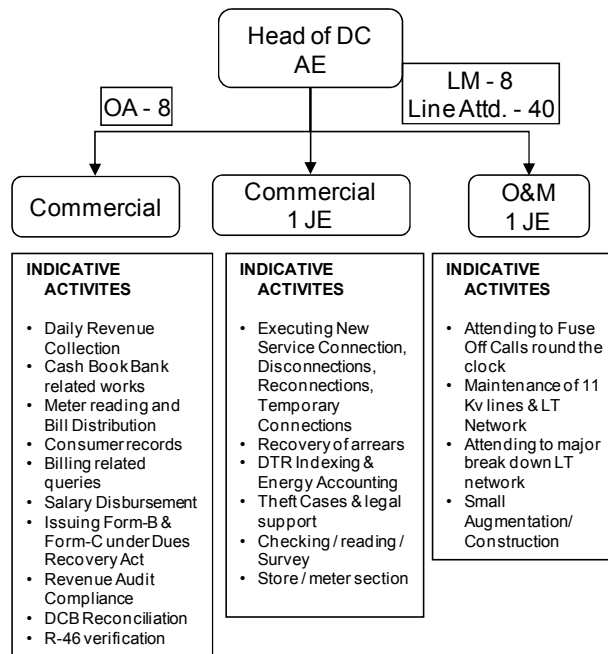 Head of DC
AE
OA - 8
LM - 8
Line Attd. - 40
Commercial
Commercial
1 JE
O&M
1 JE
INDICATIVE
ACTIVITES
• Daily Revenue
Collection
• Cash Book Bank
related works
• Meter reading and
Bill Distribution
• Consumer records
• Billing related
queries
• Salary Disbursement
• Issuing Form-B &
Form-C under Dues
Recovery Act
• Revenue Audit
Compliance
• DCB Reconciliation
• R-46 verification
INDICATIVE
ACTIVITES
• Executing New
Service Connection,
Disconnections,
Reconnections,
Temporary
Connections
• Recovery of arrears
• DTR Indexing &
Energy Accounting
• Theft Cases & legal
support
• Checking / reading /
Survey
• Store / meter section
INDICATIVE
ACTIVITES
• Attending to Fuse
Off Calls round the
clock
• Maintenance of 11
Kv lines & LT
Network
• Attending to major
break down LT
network
• Small
Augmentation/
Construction